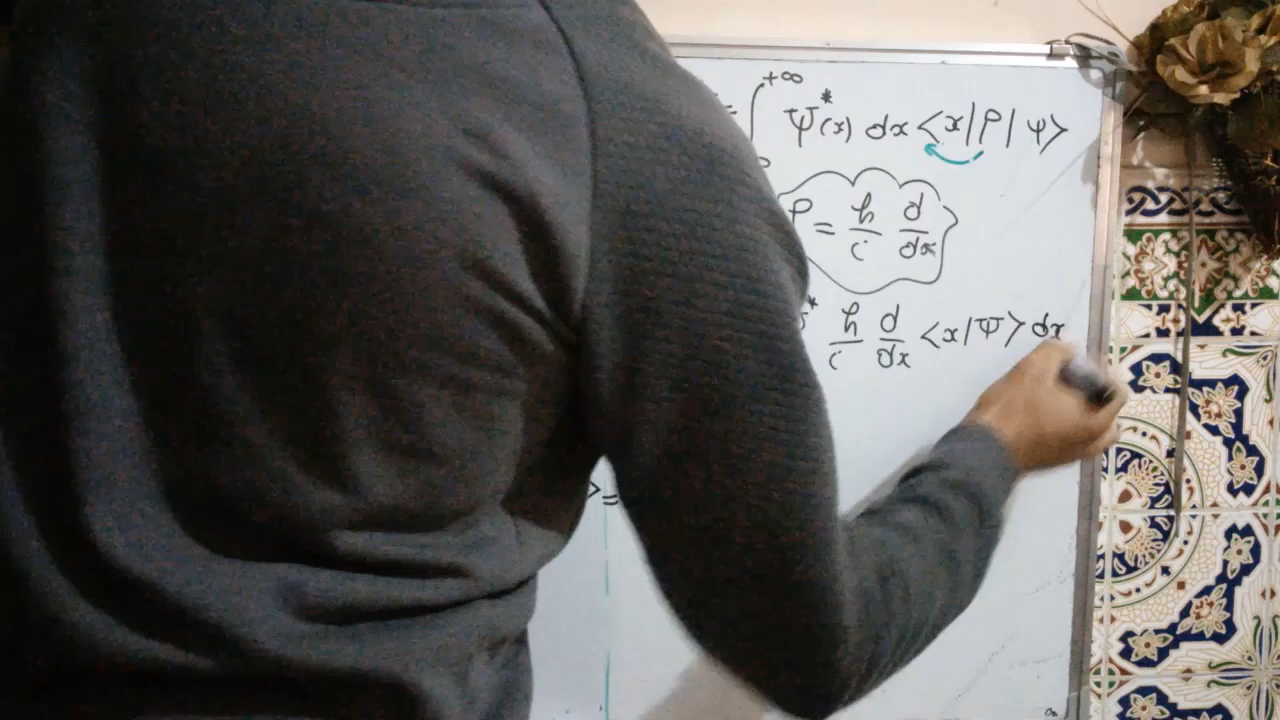 = ∫ +∞ Ψ*(x) dx <x|P|ψ>
P = ħ/i d/dx
* ħ/i d/dx <x|Ψ> dx
> =